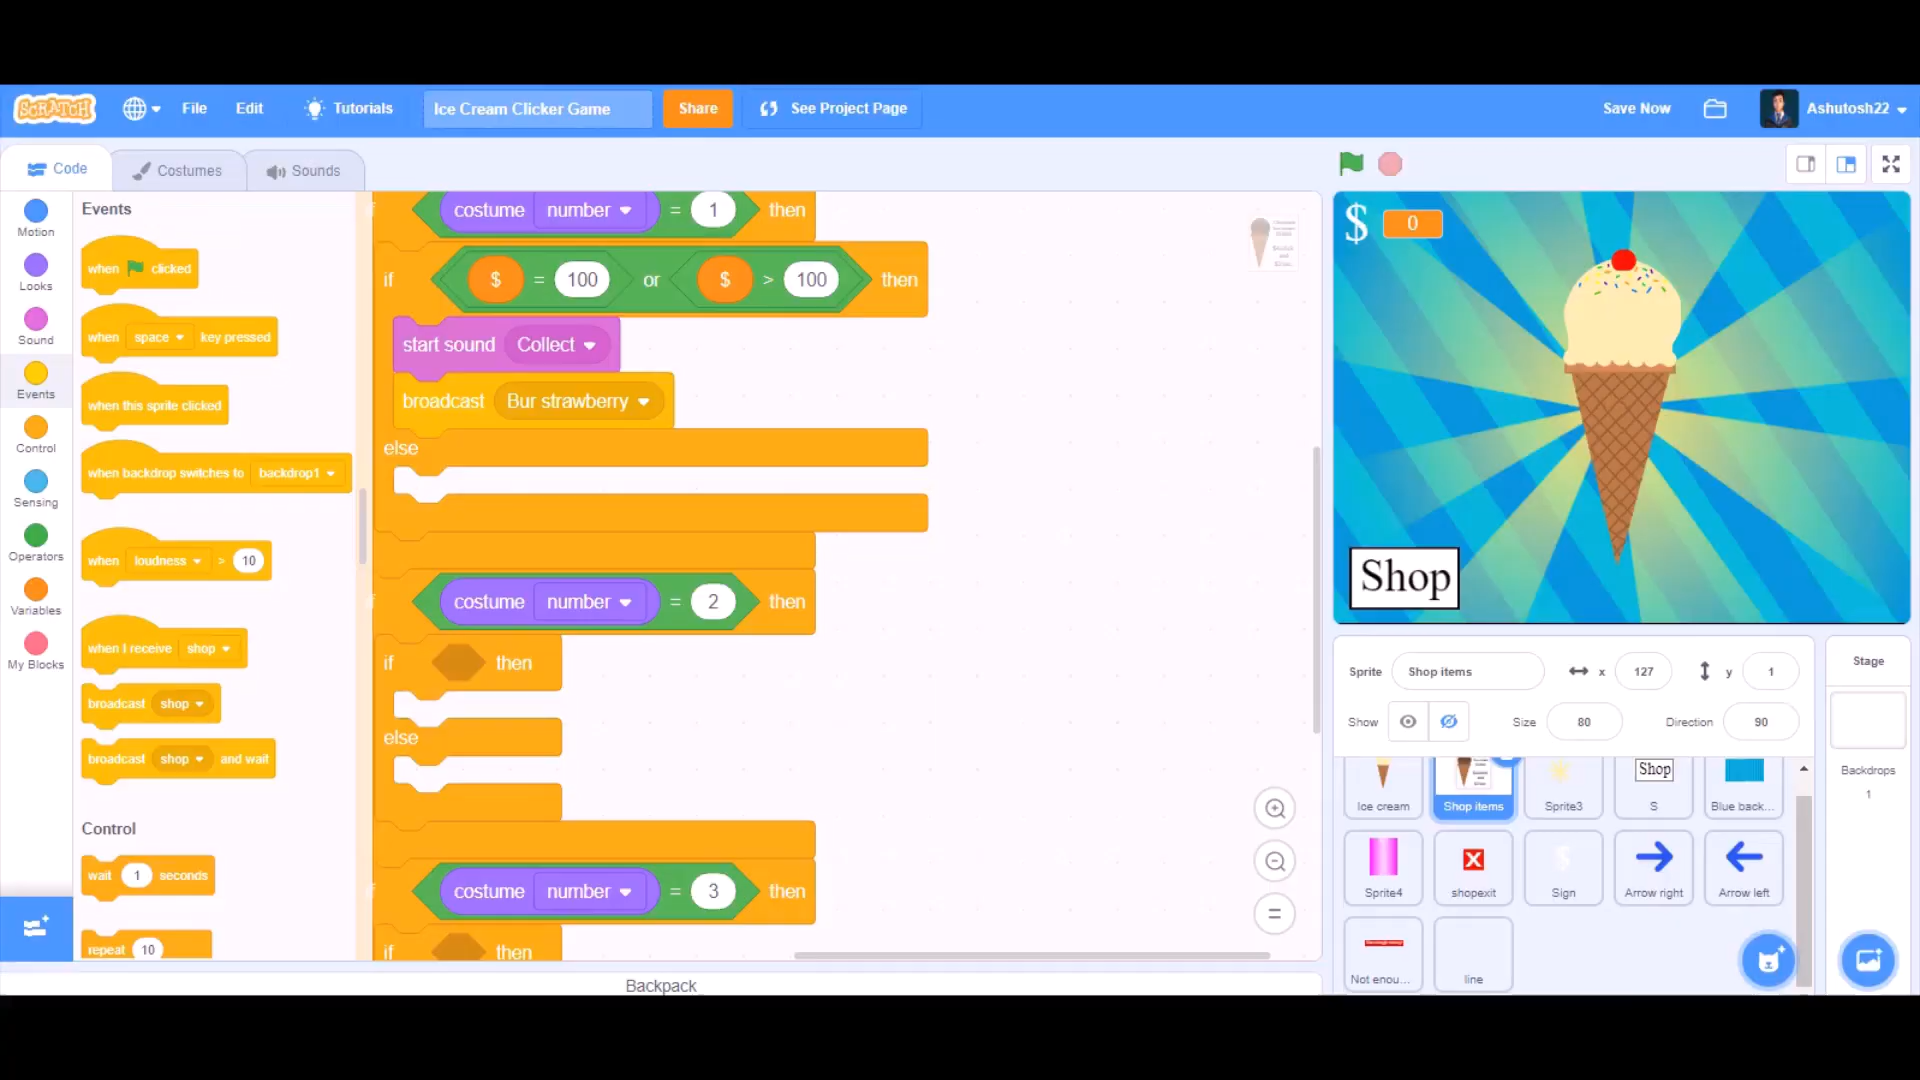 SCRATCH File Edit Tutorials Ice Cream Clicker Game Share See Project Page Save Now Ashutosh22
Code Costumes Sounds
Motion
Looks
Sound
Events
Control
Sensing
Operators
Variables
My Blocks
Events
when clicked
when space key pressed
when this sprite clicked
when backdrop switches to backdrop1
when loudness > 10
when I receive shop
broadcast shop
broadcast shop and wait
Control
wait 1 seconds
repeat 10
costume number = 1 then
if $ = 100 or $ > 100 then
start sound Collect
broadcast Bur strawberry
else
if costume number = 2 then
if then
else
if costume number = 3 then
if then
Backpack
$ 0
Shop
Sprite Shop items x 127 y 1
Show Size 80 Direction 90
Ice cream Shop items Sprite3 Shop S Blue back...
Sprite4 shopexit Sign Arrow right Arrow left
Not enou... line
Stage
Backdrops
1